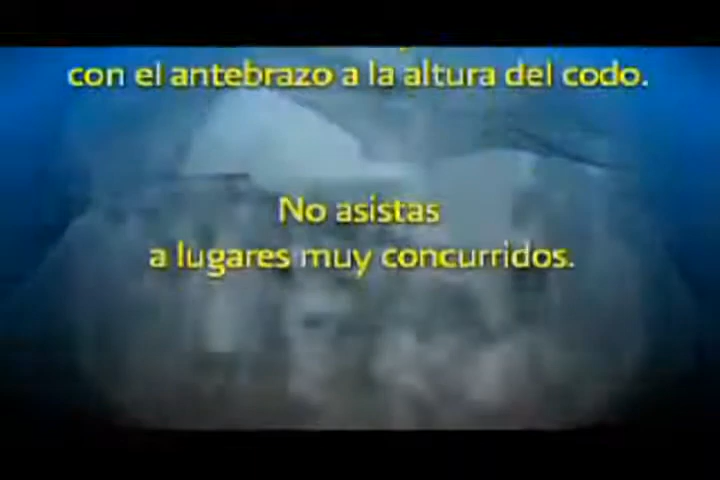 con el antebrazo a la altura del codo.
No asistas
a lugares muy concurridos.